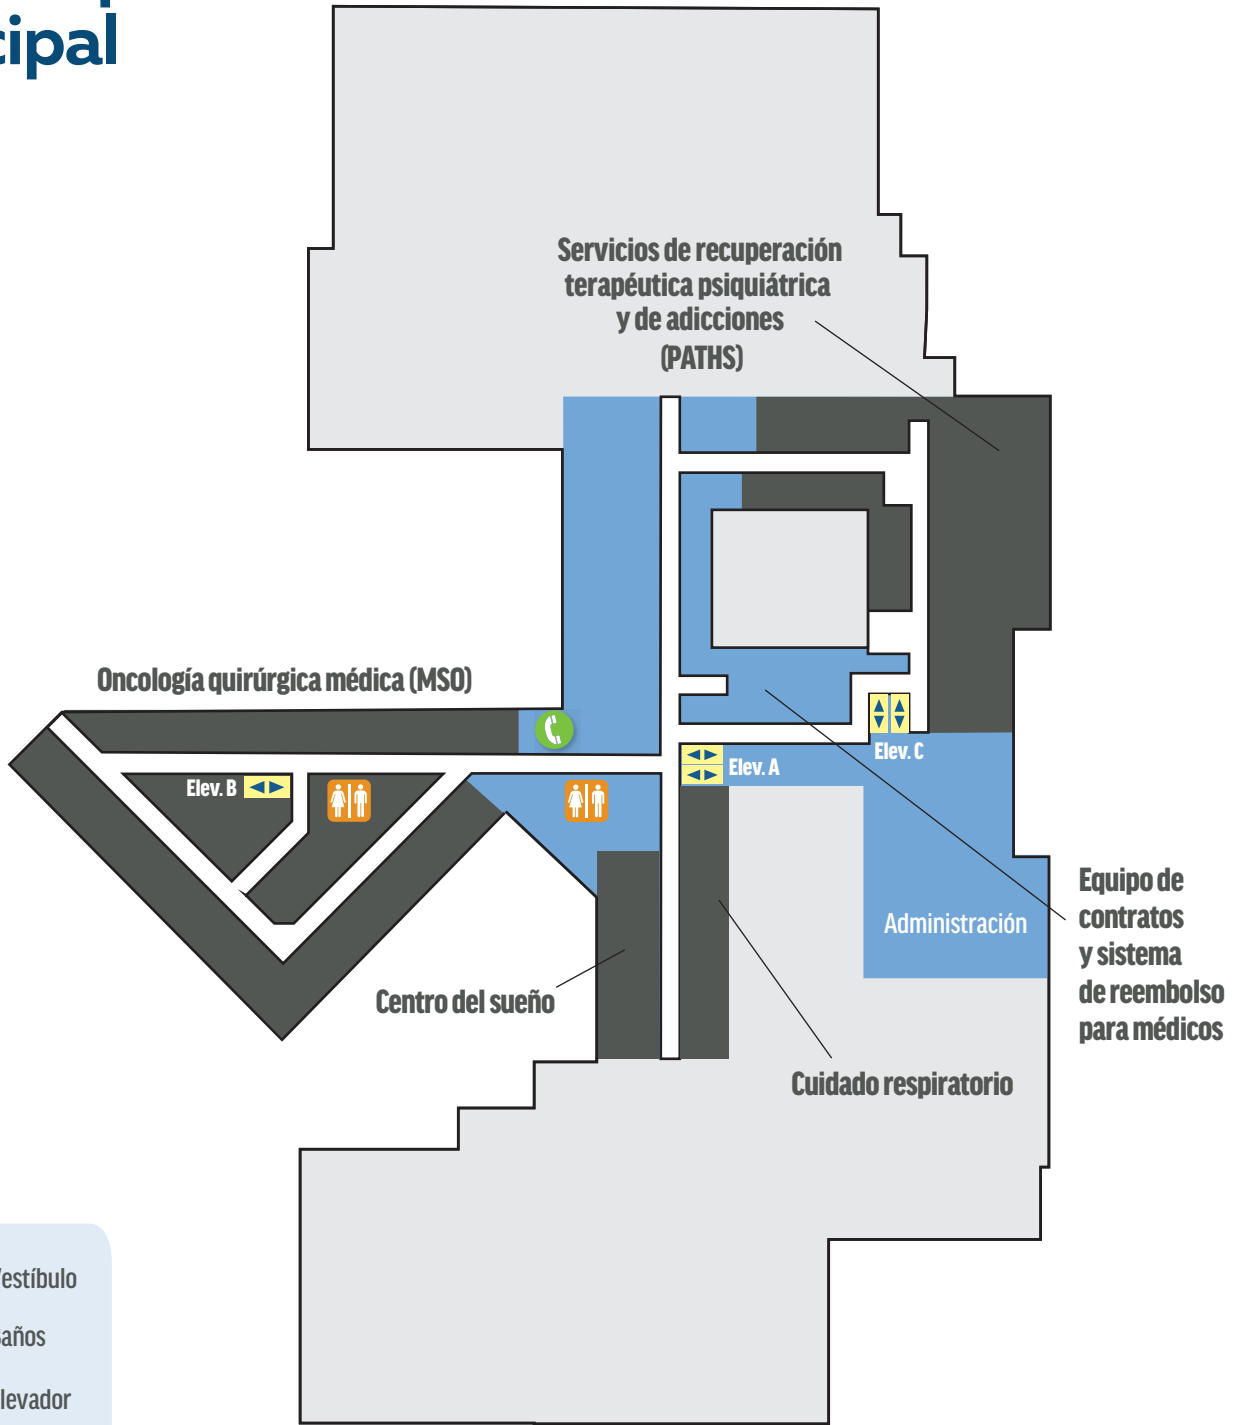 cipal
Servicios de recuperación
terapéutica psiquiátrica
y de adicciones
(PATHS)
Oncología quirúrgica médica (MSO)
Elev. B
Elev. A
Elev. C
Administración
Equipo de
contratos
y sistema
de reembolso
para médicos
Centro del sueño
Cuidado respiratorio
estíbulo
años
levador